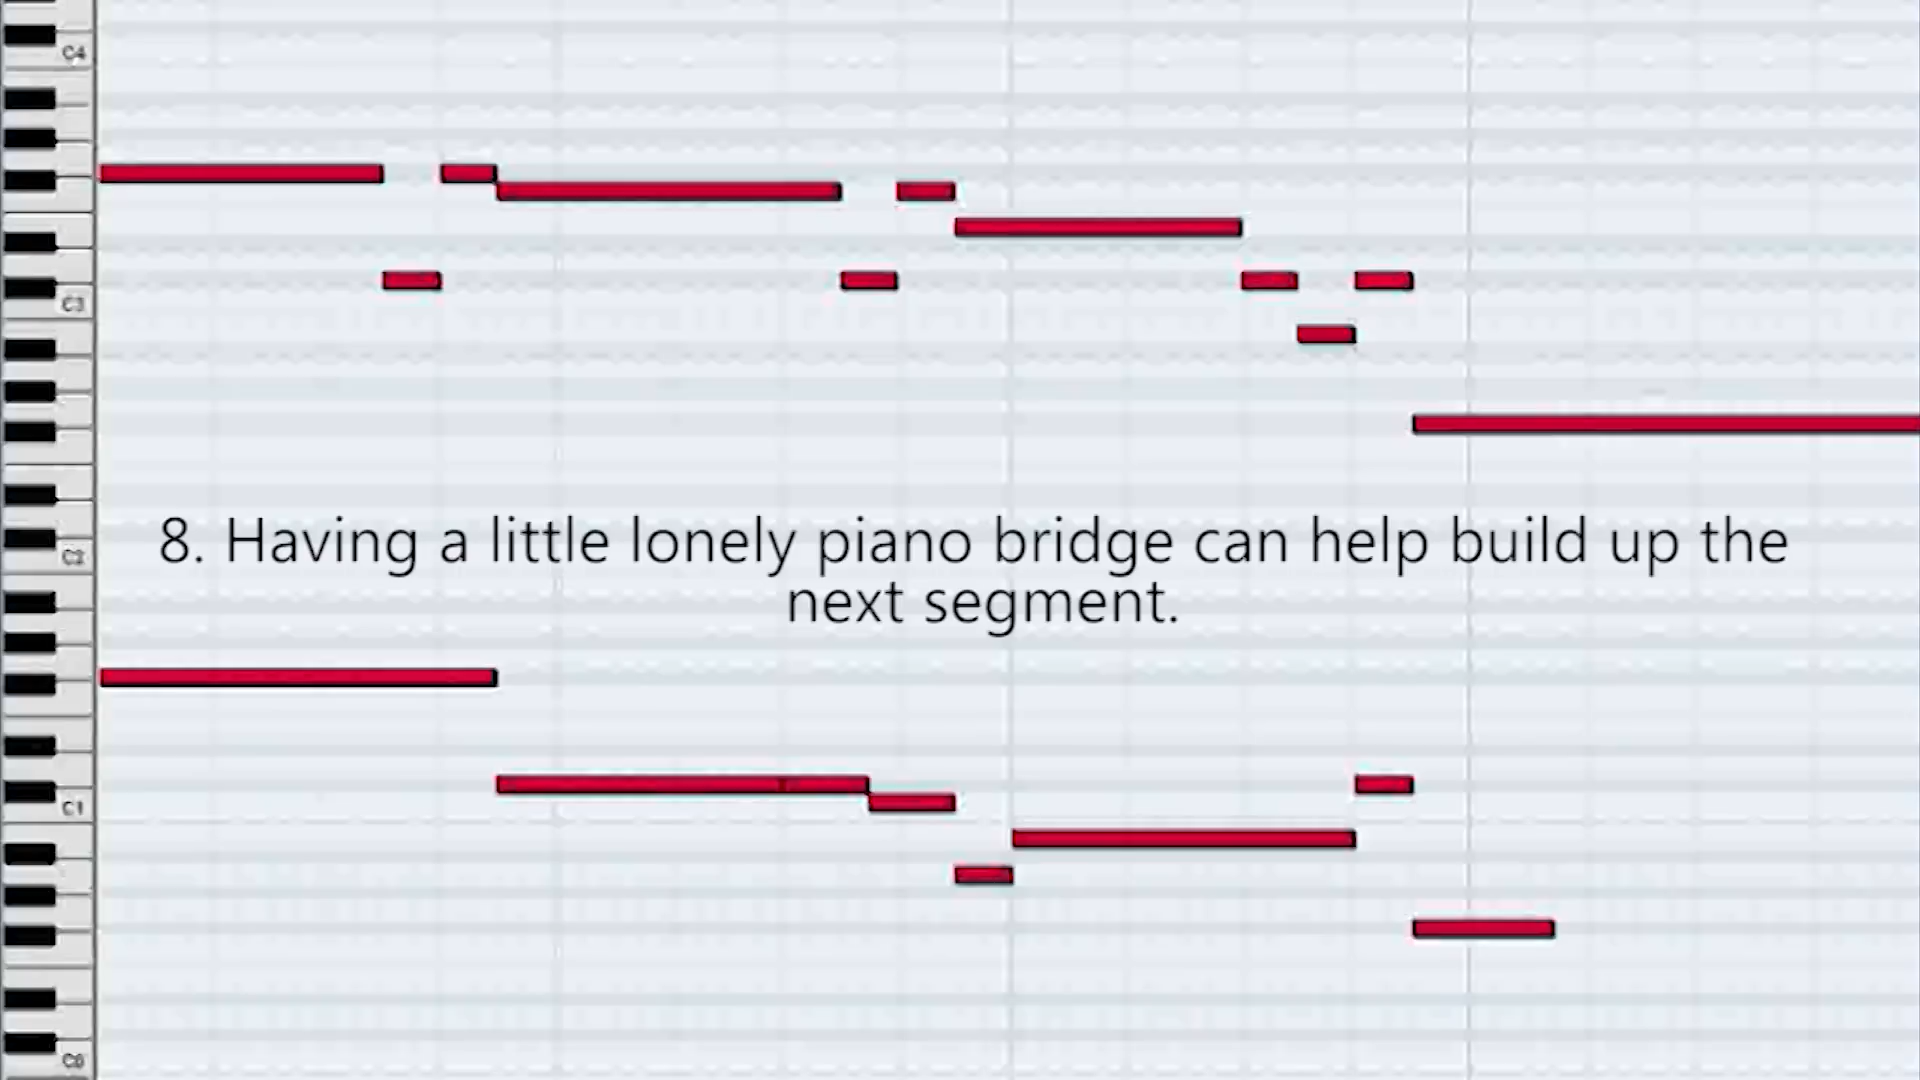 C4
C3
8. Having a little lonely piano bridge can help build up the
C2
next segment.
C1
C0